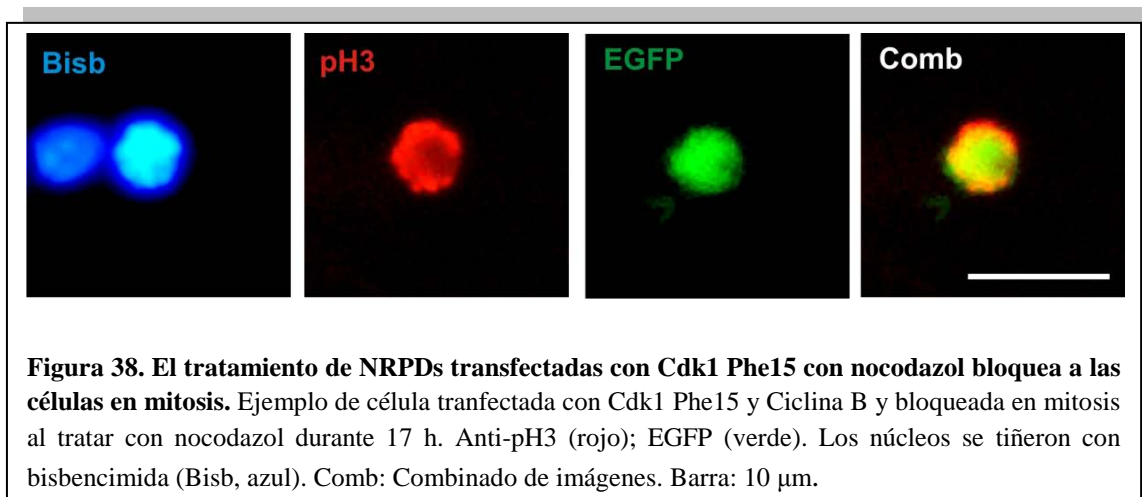 Bisb pH3 EGFP Comb
Figura 38. El tratamiento de NRPDs transfectadas con Cdk1 Phe15 con nocodazol bloquea a las
células en mitosis. Ejemplo de célula tranfectada con Cdk1 Phe15 y Ciclina B y bloqueada en mitosis
al tratar con nocodazol durante 17 h. Anti-pH3 (rojo); EGFP (verde). Los núcleos se tiñeron con
bisbencimida (Bisb, azul). Comb: Combinado de imágenes. Barra: 10 μm.